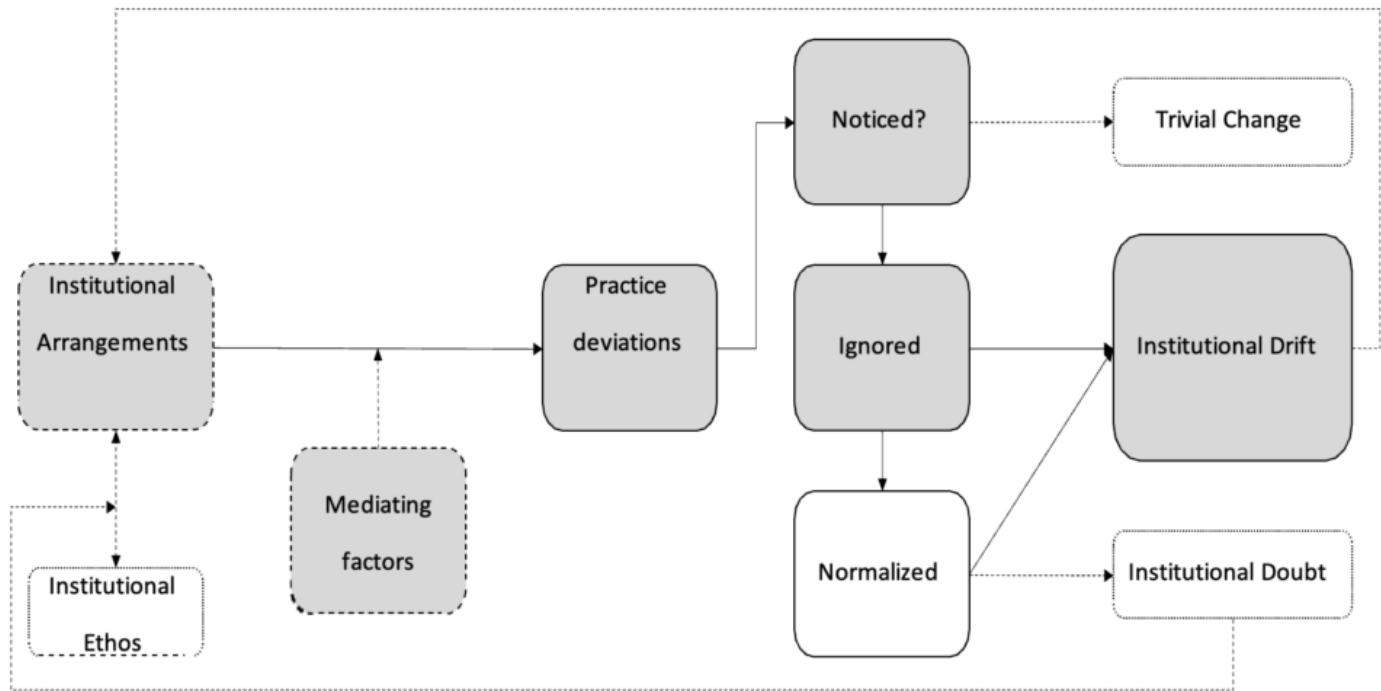 Noticed?
Trivial Change
Institutional
Arrangements
Practice
deviations
Ignored
Institutional Drift
Mediating
factors
Normalized
Institutional Doubt
Institutional
Ethos